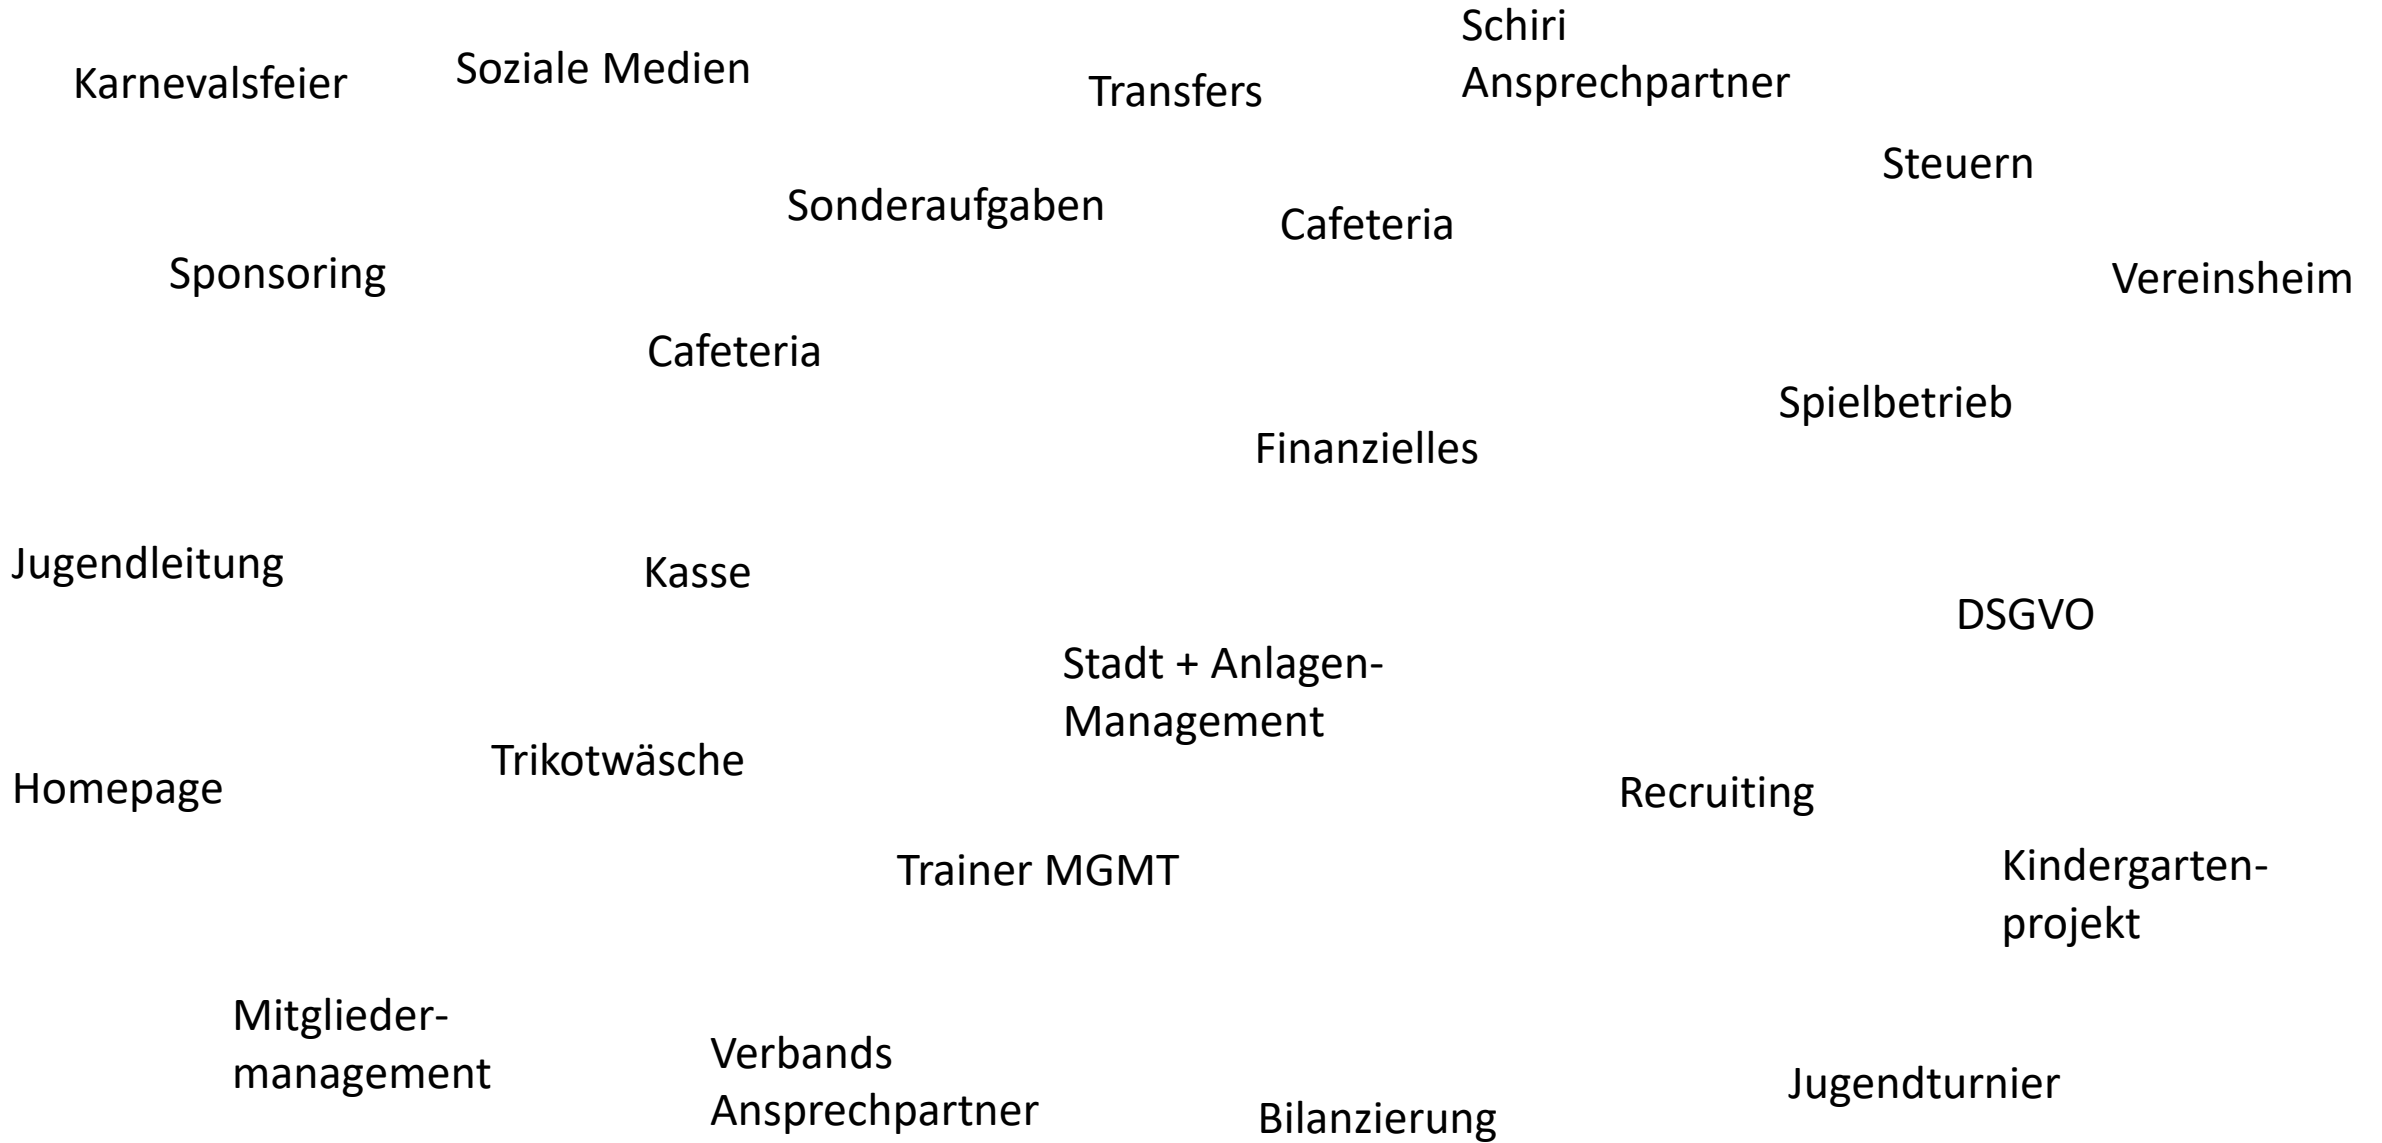 Schiri
Ansprechpartner
Karnevalsfeier
Soziale Medien
Transfers
Steuern
Sonderaufgaben
Cafeteria
Sponsoring
Vereinsheim
Cafeteria
Spielbetrieb
Finanzielles
Jugendleitung
Kasse
DSGVO
Stadt + Anlagen-
Management
Trikotwäsche
Homepage
Recruiting
Trainer MGMT
Kindergarten-
projekt
Mitglieder-
management
Verbands
Ansprechpartner
Jugendturnier
Bilanzierung